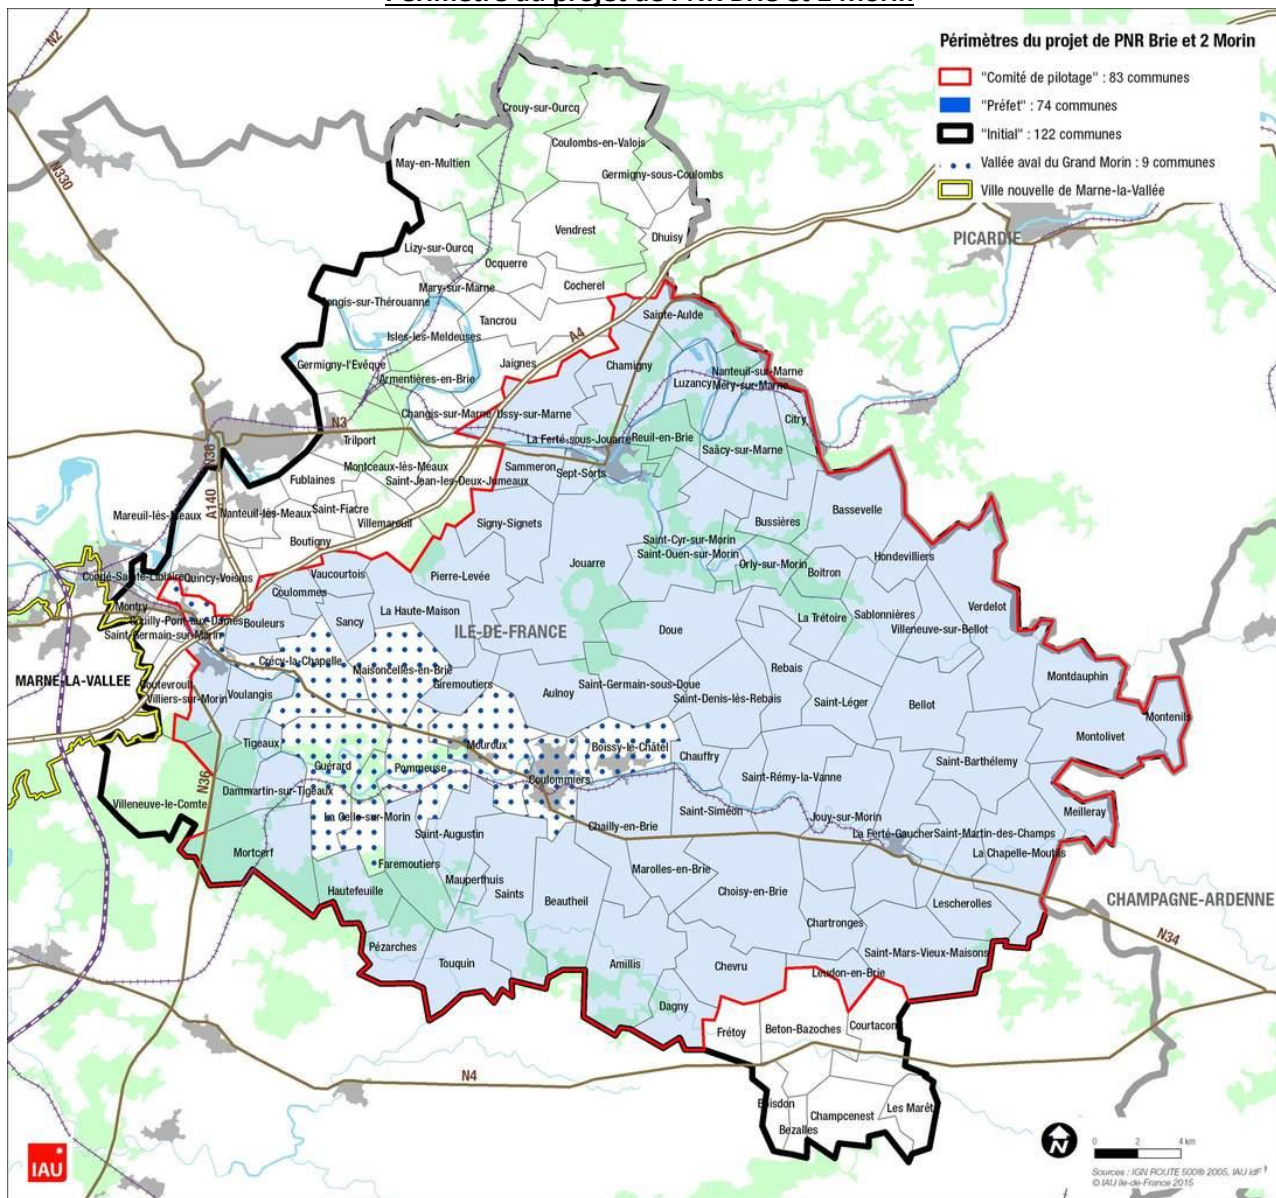 Périmètres du projet de PNR Brie et 2 Morin
"Comité de pilotage" : 83 communes
"Préfet" : 74 communes
"Initial" : 122 communes
Vallée aval du Grand Morin : 9 communes
Ville nouvelle de Marne-la-Vallée
N2
Crouy-sur-Ourcq
Coulombs-en-Valois
May-en-Multien
Germigny-sous-Coulombs
N330
Vendrest
Dhuisy
PICARDIE
Lizy-sur-Ourcq
Ocquerre
Mary-sur-Marne
Cocherel
Tancrou
Sainte-Aulde
Isles-les-Meldeuses
A4
Germigny-l'Evêque
Jaignes
Chamigny
Nanteuil-sur-Marne
Armentières-en-Brie
Luzancy
Méry-sur-Marne
Changis-sur-Marne
Ussy-sur-Marne
Citry
N3
Trilport
La Ferté-sous-Jouarre
Reuil-en-Brie
Saâcy-sur-Marne
N36
Montceaux-lès-Meaux
Sammeron
Sept-Sorts
Fublaines
Saint-Jean-les-Deux-Jumeaux
A140
Mareuil-lès-Meaux
Nanteuil-lès-Meaux
Saint-Fiacre
Villemareuil
Signy-Signets
Bussières
Bassevelle
Boutigny
Saint-Cyr-sur-Morin
Saint-Ouen-sur-Morin
Hondevilliers
Jouarre
Orly-sur-Morin
Boitron
Condé-Sainte-Libiaire
Quincy-Voisins
Vaucourtois
Pierre-Levée
Coulommes
Montry
La Haute-Maison
Couilly-Pont-aux-Dames
Bouleurs
Sancy
ILE-DE-FRANCE
Doue
La Trétoire
Sablonnières
Verdelot
Saint-Germain-sur-Morin
Villeneuve-sur-Bellot
Crécy-la-Chapelle
Maisoncelles-en-Brie
Rebais
Montdauphin
MARNE-LA-VALLEE
Coutevroult
Giremoutiers
Aulnoy
Saint-Germain-sous-Doue
Villiers-sur-Morin
Voulangis
Saint-Denis-lès-Rebais
Saint-Léger
Bellot
Montenils
Montolivet
Tigeaux
Mouroux
Boissy-le-Châtel
Chauffry
Saint-Barthélemy
Guérard
Pommeuse
Coulommiers
Saint-Rémy-la-Vanne
N36
Dammartin-sur-Tigeaux
Villeneuve-le-Comte
La Celle-sur-Morin
Saint-Siméon
Jouy-sur-Morin
Meilleray
Chailly-en-Brie
Saint-Augustin
La Ferté-Gaucher
Saint-Martin-des-Champs
Mortcerf
La Chapelle-Moutils
Faremoutiers
Marolles-en-Brie
Mauperthuis
Hautefeuille
Saints
Beautheil
Choisy-en-Brie
CHAMPAGNE-ARDENNE
Lescherolles
Chartronges
N34
Pézarches
Saint-Mars-Vieux-Maisons
Touquin
Amillis
Chevru
Leudon-en-Brie
Dagny
Frétoy
Beton-Bazoches
Courtacon
N4
Boisdon
Champcenest
Les Marêt
Bezalles
IAU
N
0 2 4 km
Sources : IGN ROUTE 500® 2005, IAU îdF
© IAU île-de-France 2015